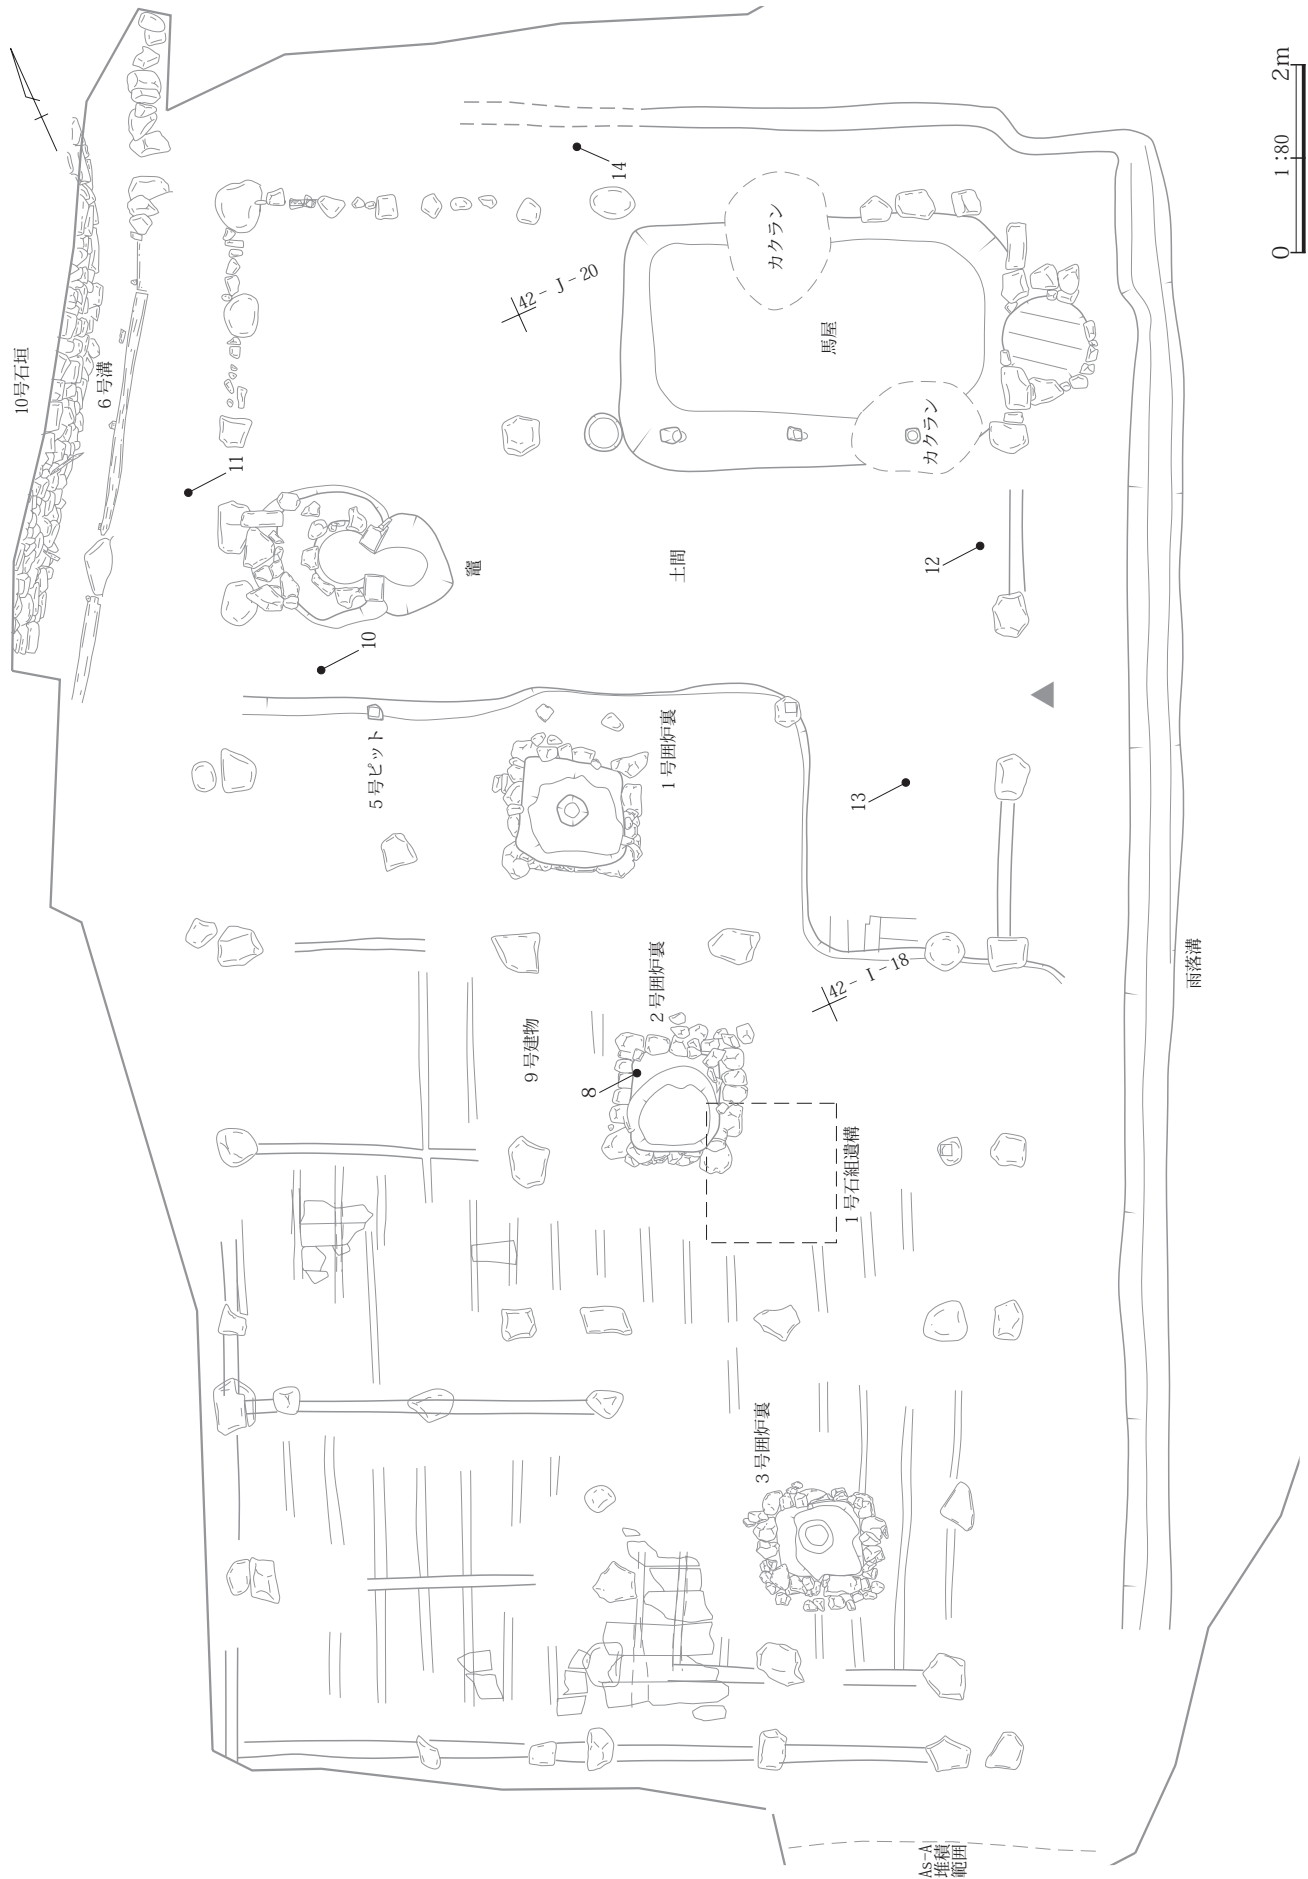 10号石垣
6号溝
11
10
竈
5号ピット
42-J-20
14
カクラン
馬屋
カクラン
土間
12
13
1号囲炉裏
2号囲炉裏
9号建物
8
42-I-18
1号石組遺構
3号囲炉裏
雨落溝
As-A
堆積
範囲
0 1:80 2m